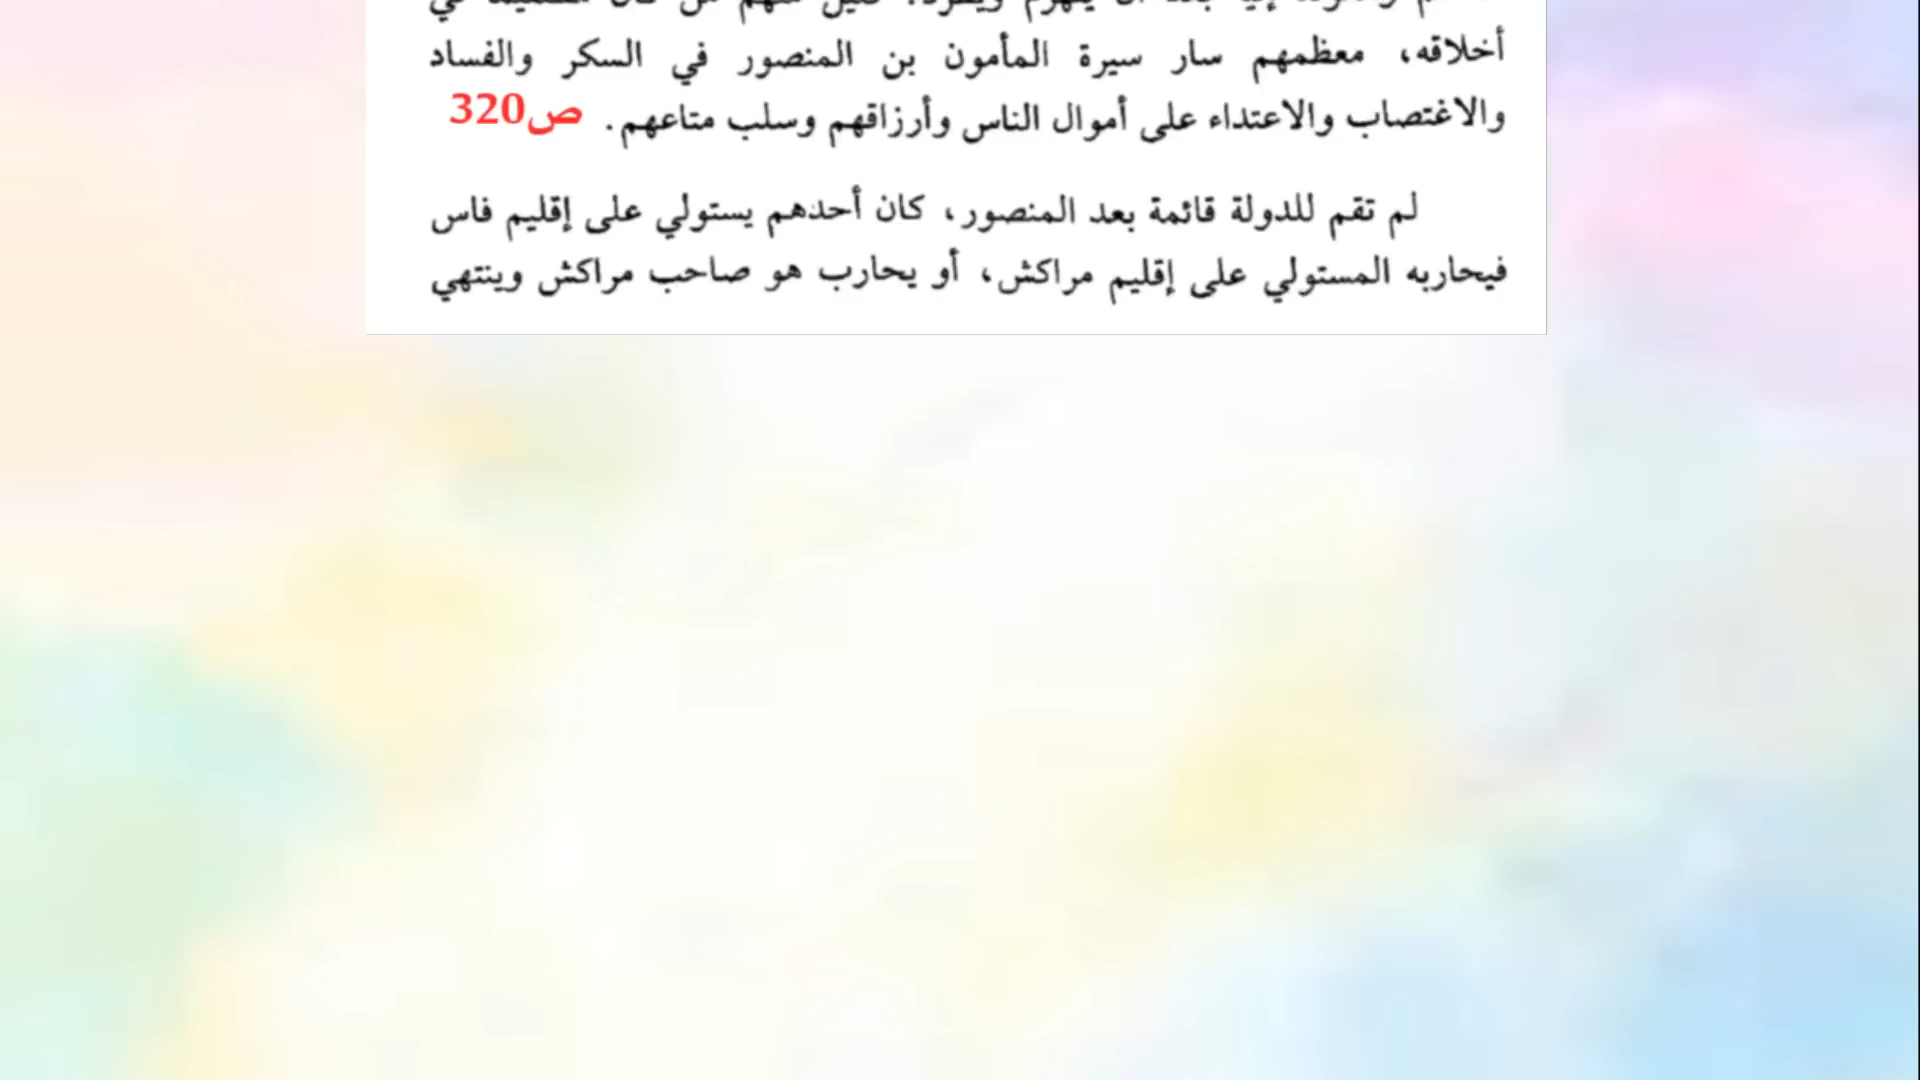 أخلاقه، معظمهم سار سيرة المأمون بن المنصور في السكر والفساد
والاغتصاب والاعتداء على أموال الناس وأرزاقهم وسلب متاعهم. ص320
لم تقم للدولة قائمة بعد المنصور، كان أحدهم يستولي على إقليم فاس
فيحاربه المستولي على إقليم مراكش، أو يحارب هو صاحب مراكش وينتهي